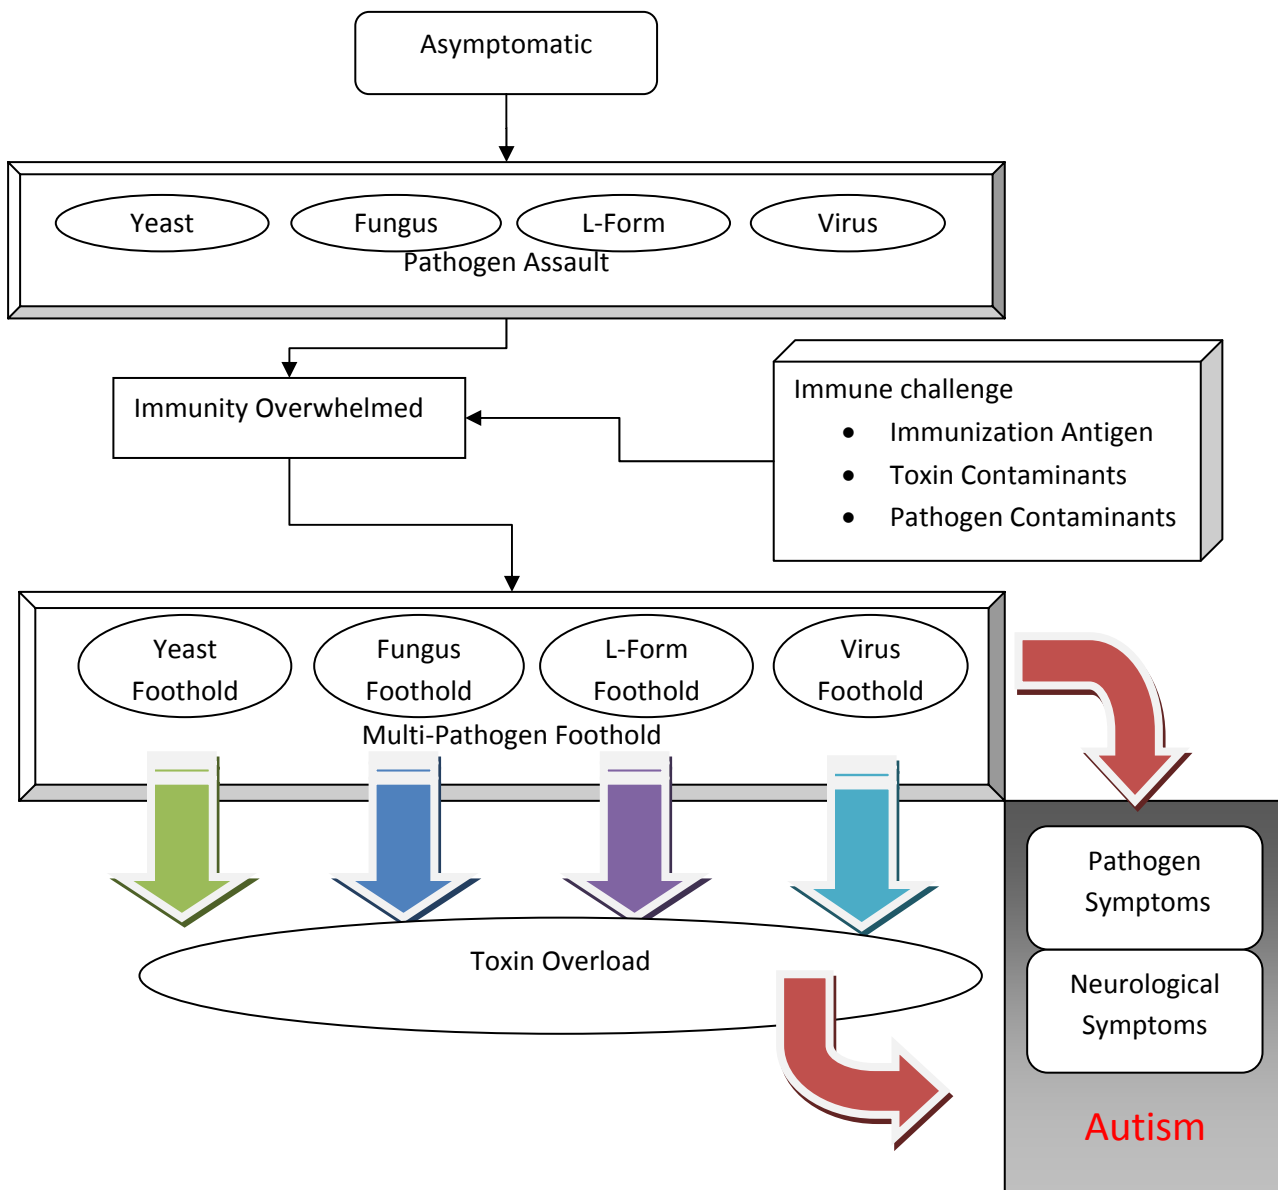 Asymptomatic
Yeast
Fungus
L-Form
Virus
Pathogen Assault
Immunity Overwhelmed
Immune challenge
• Immunization Antigen
• Toxin Contaminants
• Pathogen Contaminants
Yeast
Foothold
Fungus
Foothold
L-Form
Foothold
Virus
Foothold
Multi-Pathogen Foothold
Pathogen
Symptoms
Toxin Overload
Neurological
Symptoms
Autism